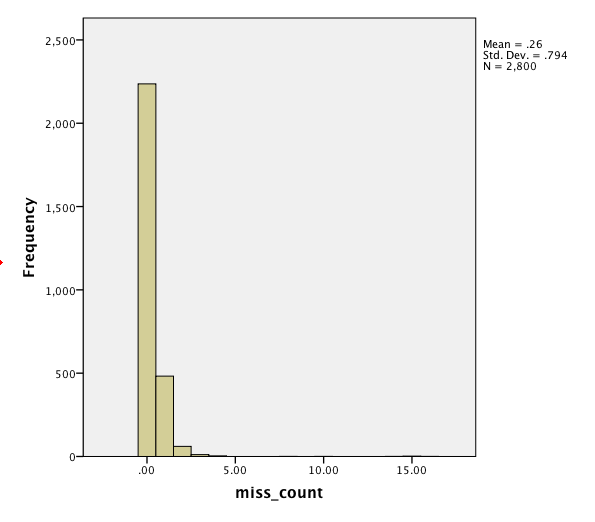 2,500
2,000
1,500
1,000
500
0
Frequency
.00 5.00 10.00 15.00
miss_count
Mean = .26
Std. Dev. = .794
N = 2,800